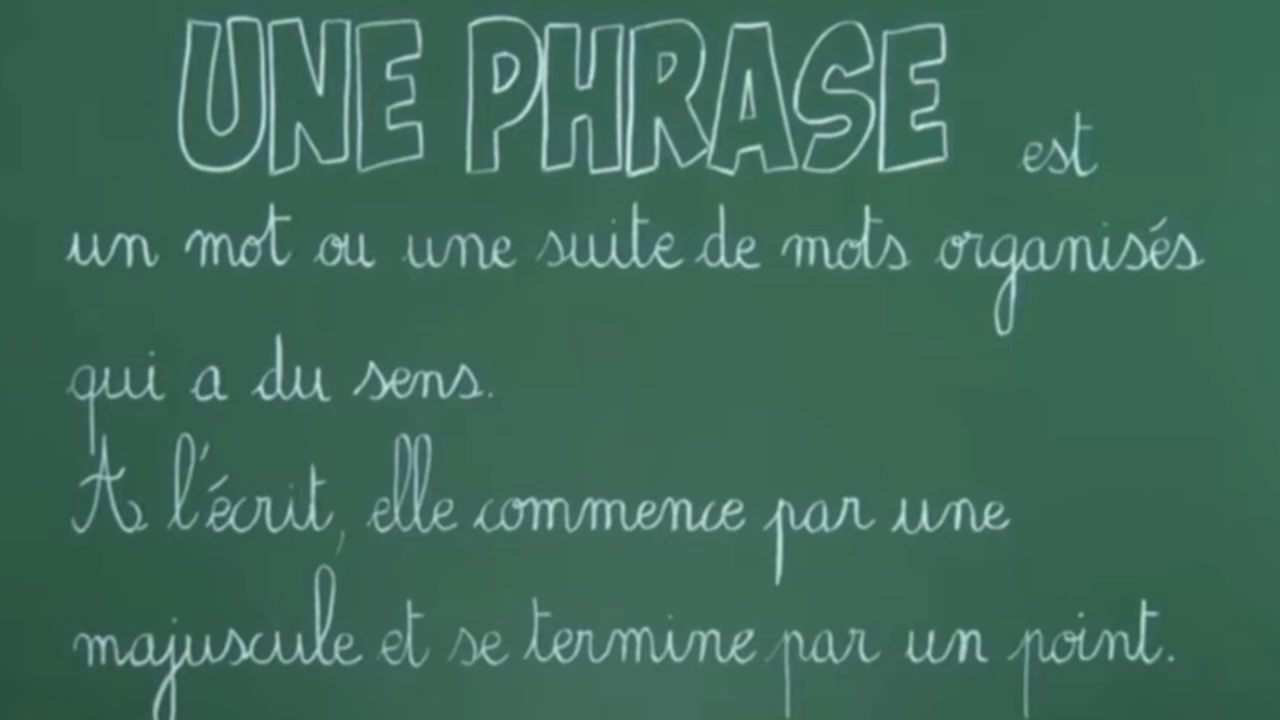 UNE PHRASE est
un mot ou une suite de mots organisés
qui a du sens.
A l'écrit, elle commence par une
majuscule et se termine par un point.